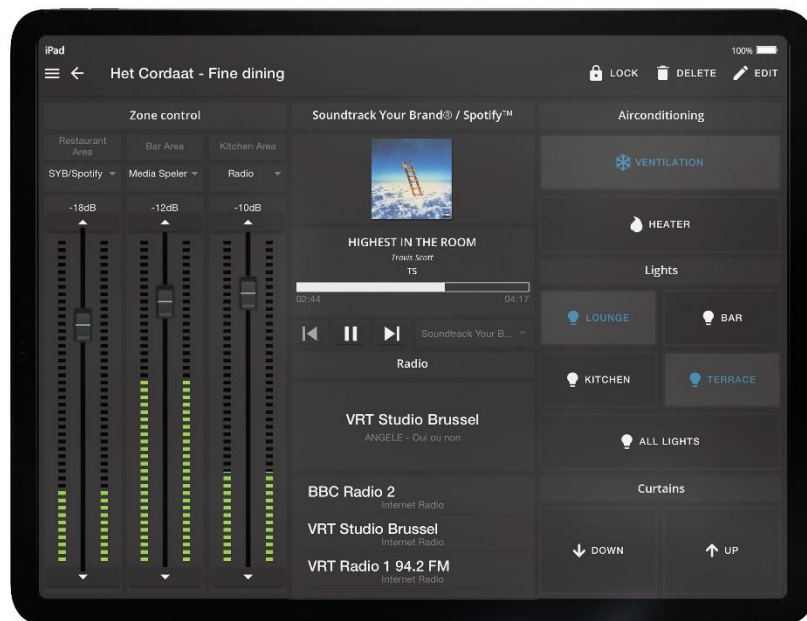 iPad
100%
Het Cordaat - Fine dining
LOCK
DELETE
EDIT
Zone control
Restaurant
Area
Bar Area
Kitchen Area
SYB/Spotify
Media Speler
Radio
-18dB
-12dB
-10dB
Soundtrack Your Brand® / Spotify™
HIGHEST IN THE ROOM
Travis Scott
TS
02:44
04:17
Soundtrack Your B...
Radio
VRT Studio Brussel
ANGELE - Oui ou non
BBC Radio 2
Internet Radio
VRT Studio Brussel
Internet Radio
VRT Radio 1 94.2 FM
Internet Radio
Airconditioning
VENTILATION
HEATER
Lights
LOUNGE
BAR
KITCHEN
TERRACE
ALL LIGHTS
Curtains
DOWN
UP